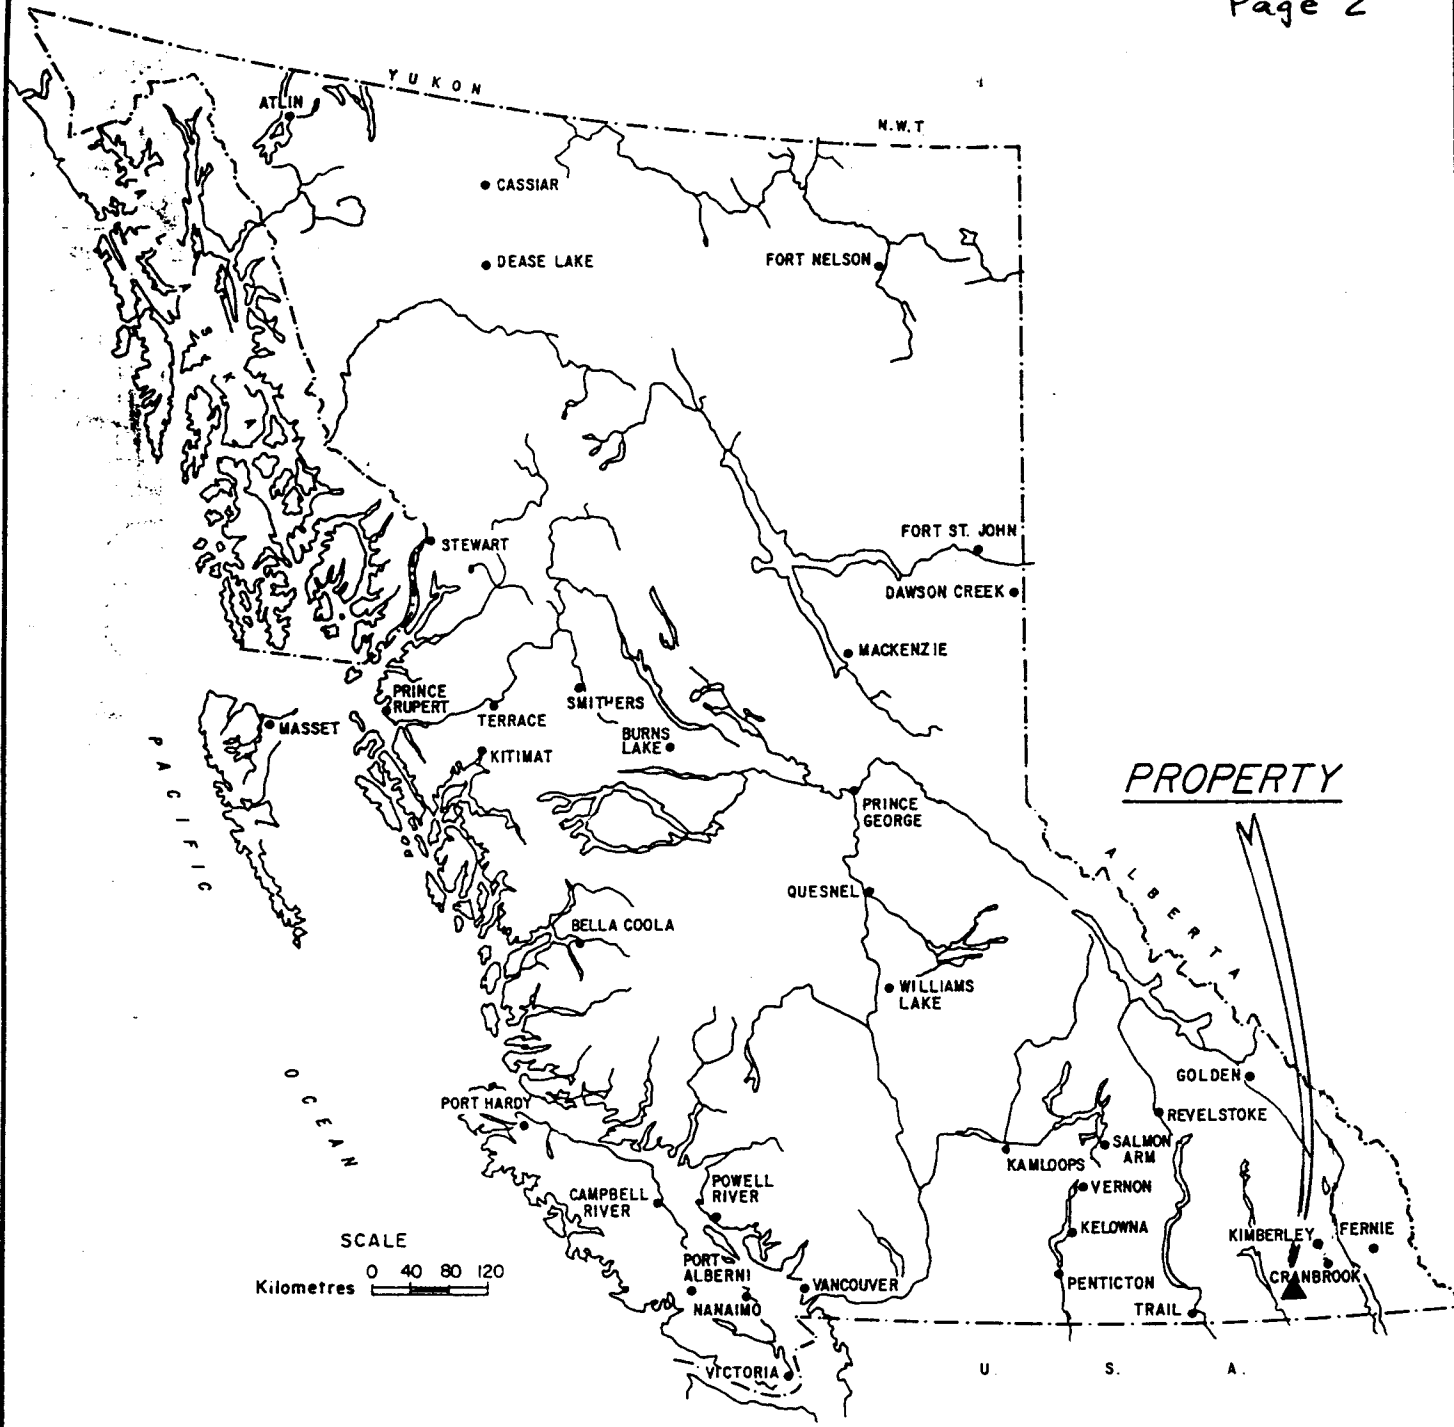 Page 2
YUKON
N.W.T
ATLIN
CASSIAR
DEASE LAKE
FORT NELSON
ALASKA
STEWART
FORT ST. JOHN
DAWSON CREEK
MACKENZIE
PRINCE
RUPERT
TERRACE
SMITHERS
BURNS
LAKE
MASSET
KITIMAT
PACIFIC
OCEAN
PRINCE
GEORGE
PROPERTY
ALBERTA
QUESNEL
BELLA COOLA
WILLIAMS
LAKE
GOLDEN
PORT HARDY
REVELSTOKE
SALMON
ARM
KAMLOOPS
VERNON
CAMPBELL
RIVER
POWELL
RIVER
KELOWNA
KIMBERLEY
FERNIE
CRANBROOK
PORT
ALBERNI
NANAIMO
VANCOUVER
PENTICTON
TRAIL
VICTORIA
U. S. A.
SCALE
Kilometres 0 40 80 120